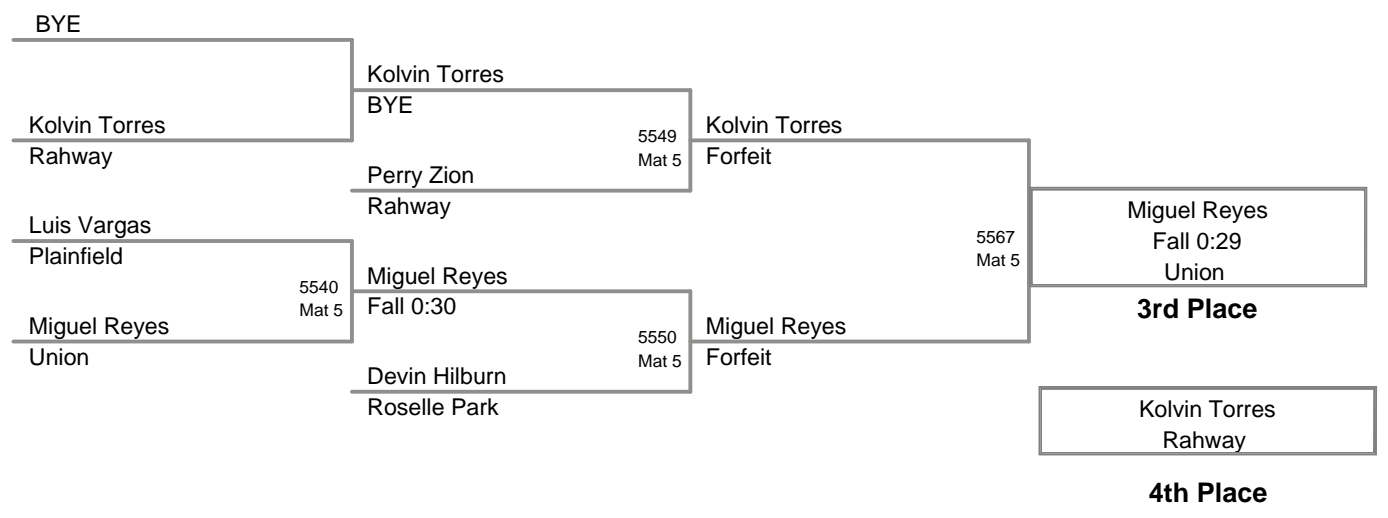 BYE
Kolvin Torres
Rahway
Luis Vargas
Plainfield
5540
Mat 5
Miguel Reyes
Union
Kolvin Torres
BYE
5549
Mat 5
Perry Zion
Rahway
Miguel Reyes
Fall 0:30
5550
Mat 5
Devin Hilburn
Roselle Park
Kolvin Torres
Forfeit
5567
Mat 5
Miguel Reyes
Forfeit
Miguel Reyes
Fall 0:29
Union
3rd Place
Kolvin Torres
Rahway
4th Place